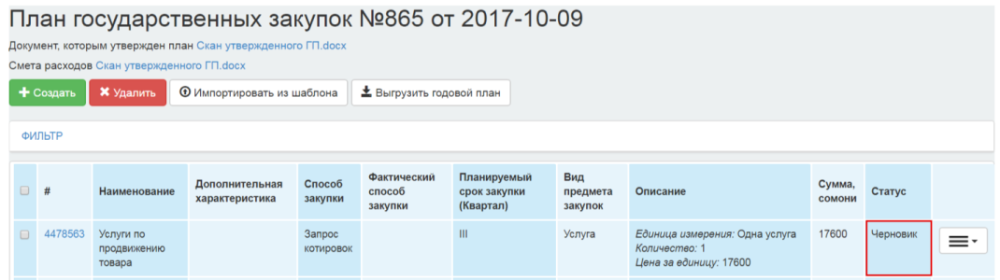 План государственных закупок №865 от 2017-10-09
Документ, которым утвержден план Скан утвержденного ГП.docx
Смета расходов Скан утвержденного ГП.docx
Создать Удалить Импортировать из шаблона Выгрузить годовой план
ФИЛЬТР
# Наименование Дополнительная характеристика Способ закупки Фактический способ закупки Планируемый срок закупки (Квартал) Вид предмета закупок Описание Сумма, сомони Статус
4478563 Услуги по продвижению товара Запрос котировок III Услуга Единица измерения: Одна услуга Количество: 1 Цена за единицу: 17600 17600 Черновик